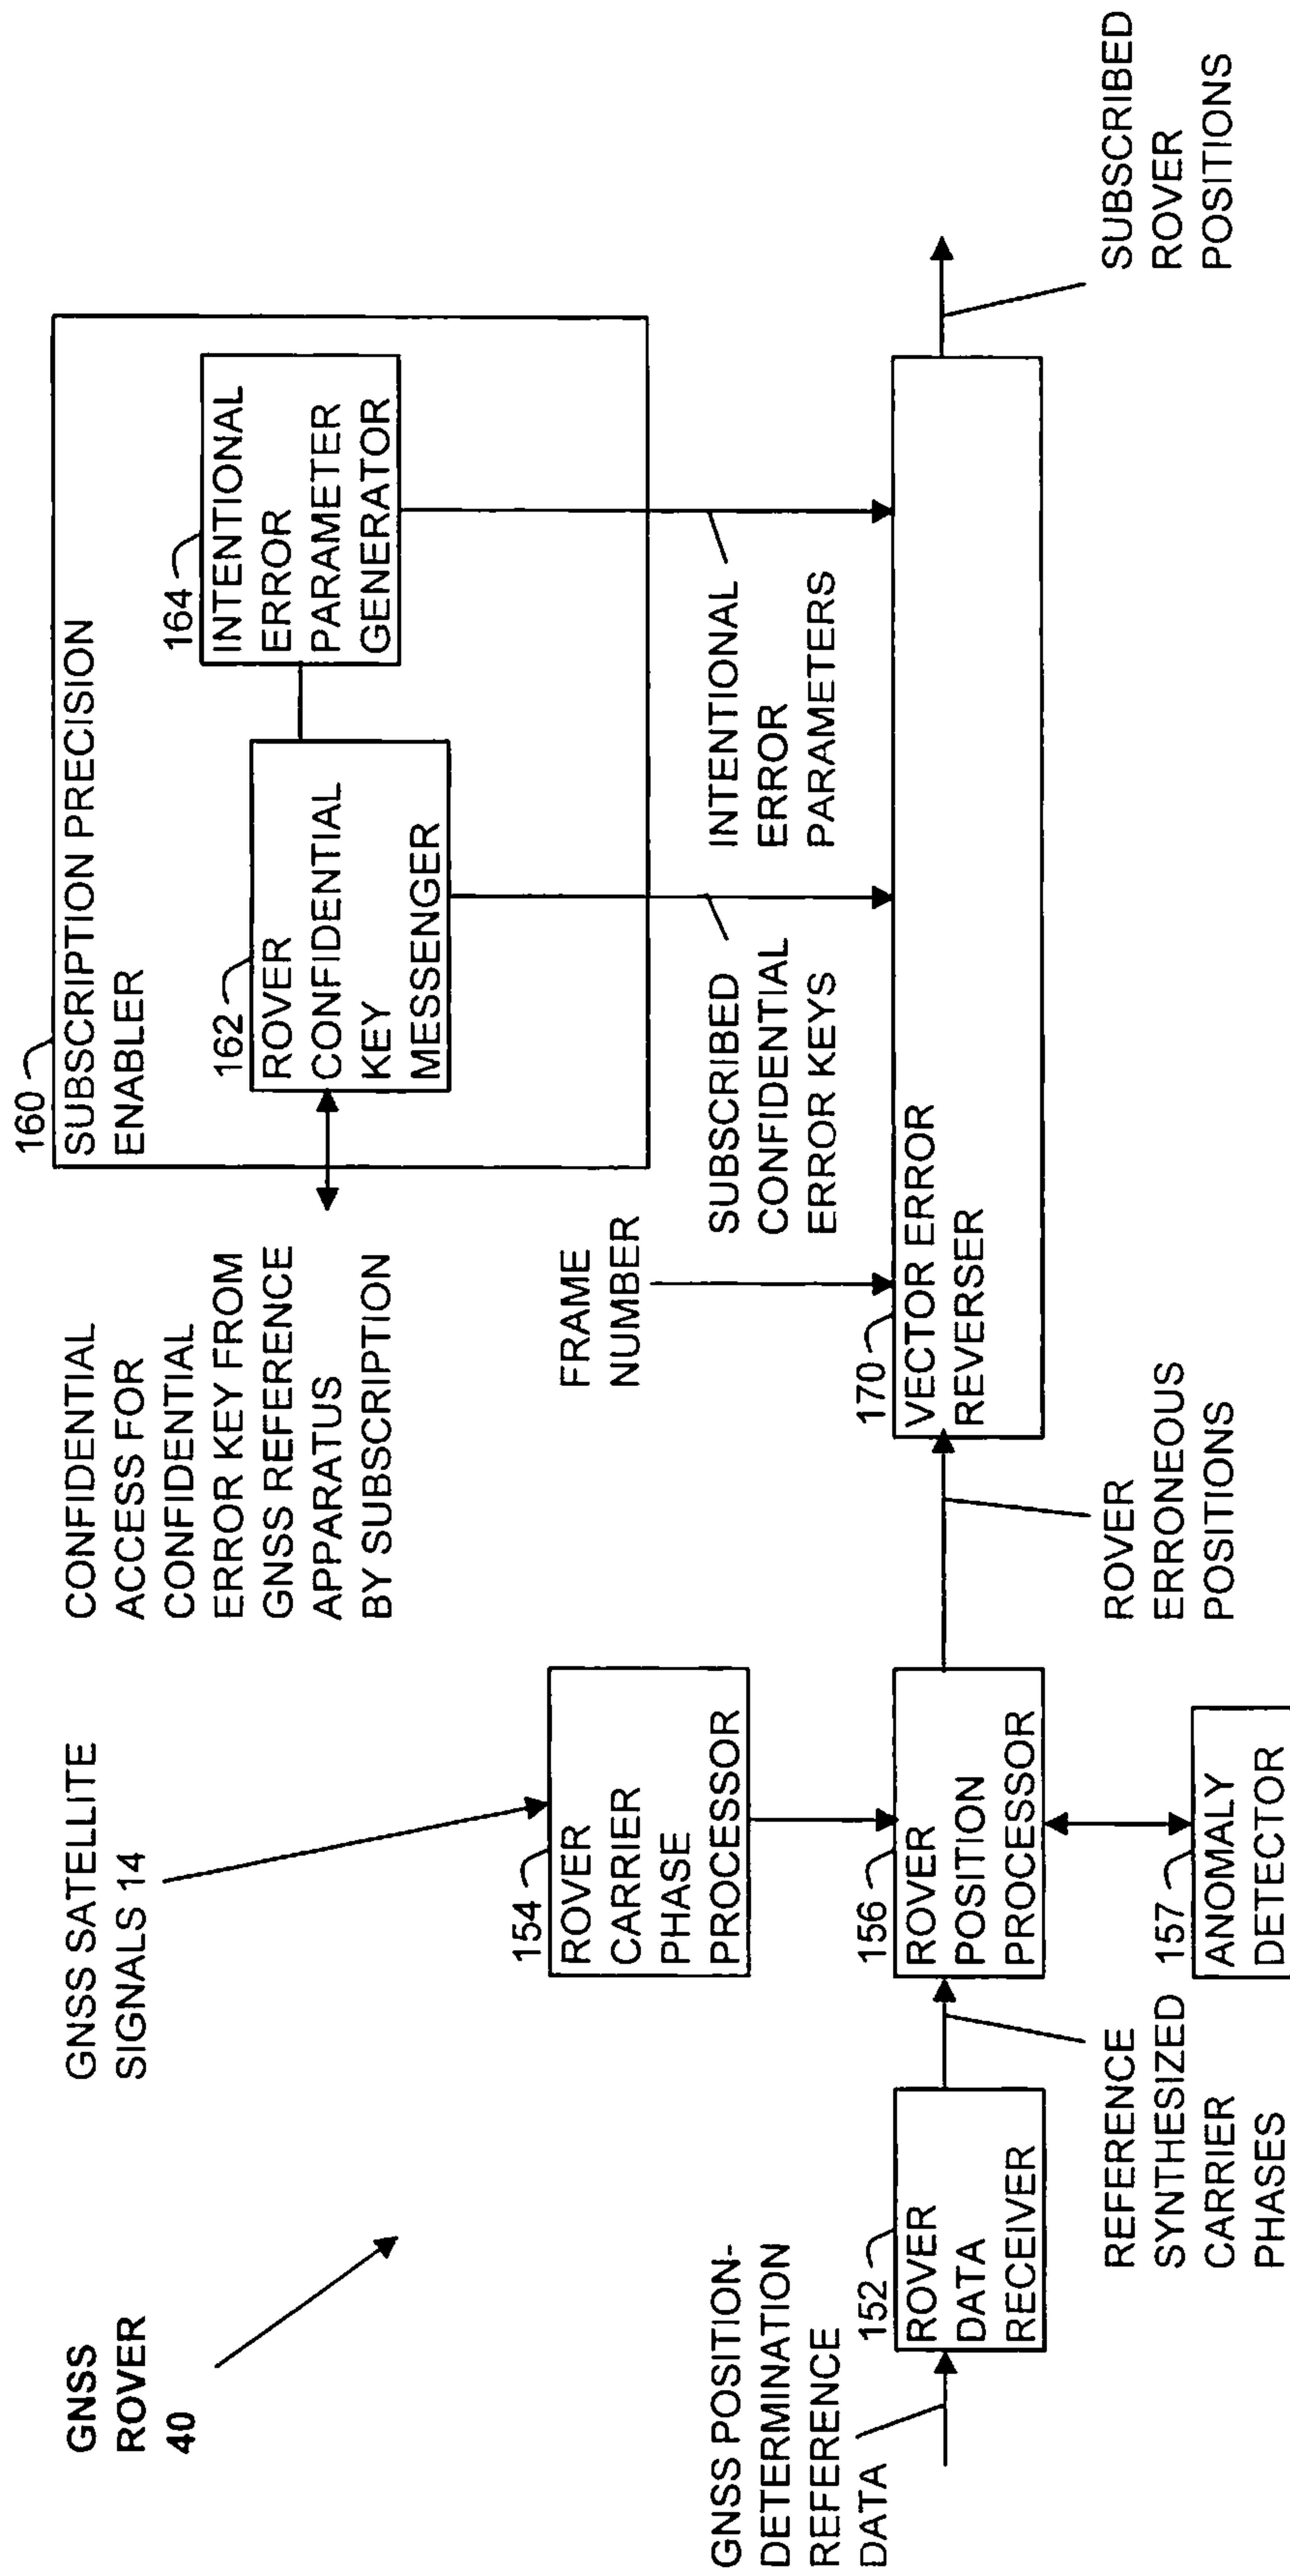 GNSS
ROVER
40
GNSS SATELLITE
SIGNALS 14
CONFIDENTIAL
ACCESS FOR
CONFIDENTIAL
ERROR KEY FROM
GNSS REFERENCE
APPARATUS
BY SUBSCRIPTION
160
SUBSCRIPTION PRECISION
ENABLER
162
ROVER
CONFIDENTIAL
KEY
MESSENGER
164
INTENTIONAL
ERROR
PARAMETER
GENERATOR
154
ROVER
CARRIER
PHASE
PROCESSOR
FRAME
NUMBER
SUBSCRIBED
CONFIDENTIAL
ERROR KEYS
INTENTIONAL
ERROR
PARAMETERS
GNSS POSITION-
DETERMINATION
REFERENCE
DATA
152
ROVER
DATA
RECEIVER
156
ROVER
POSITION
PROCESSOR
170
VECTOR ERROR
REVERSER
REFERENCE
SYNTHESIZED
CARRIER
PHASES
157
ANOMALY
DETECTOR
ROVER
ERRONEOUS
POSITIONS
SUBSCRIBED
ROVER
POSITIONS